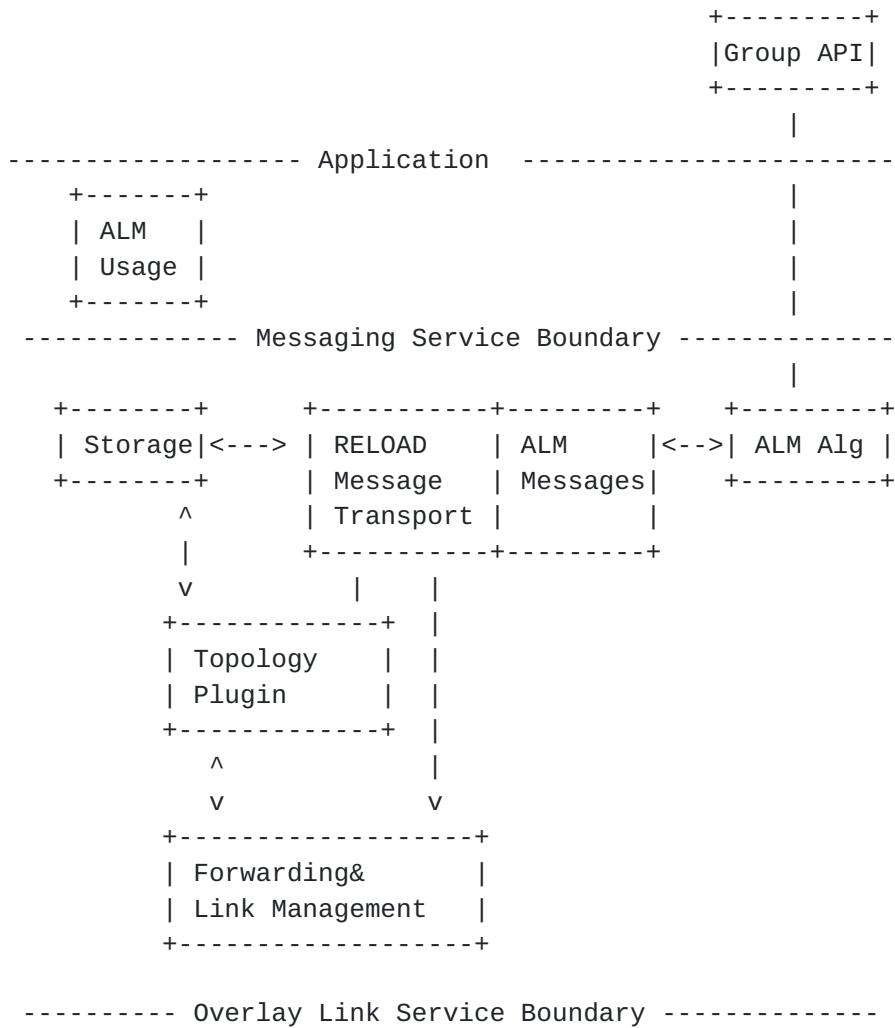 Group API
Application
ALM
Usage
Messaging Service Boundary
Storage RELOAD ALM ALM Alg
Message Messages
Transport
Topology
Plugin
Forwarding&
Link Management
Overlay Link Service Boundary